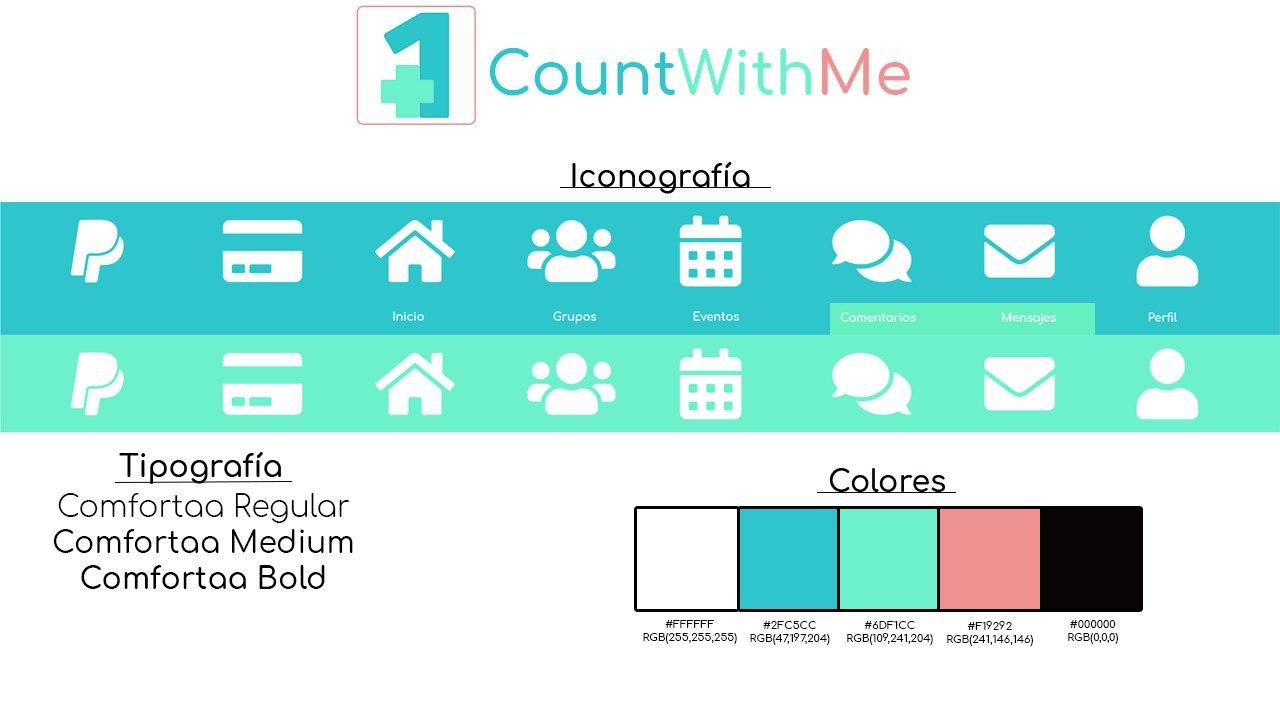 1
CountWithMe
Iconografía
Inicio
Grupos
Eventos
Comentarios
Mensajes
Perfil
Tipografía
Comfortaa Regular
Comfortaa Medium
Comfortaa Bold
Colores
#FFFFFF
RGB(255,255,255)
#2FC5CC
RGB(47,197,204)
#6DF1CC
RGB(109,241,204)
#F19292
RGB(241,146,146)
#000000
RGB(0,0,0)